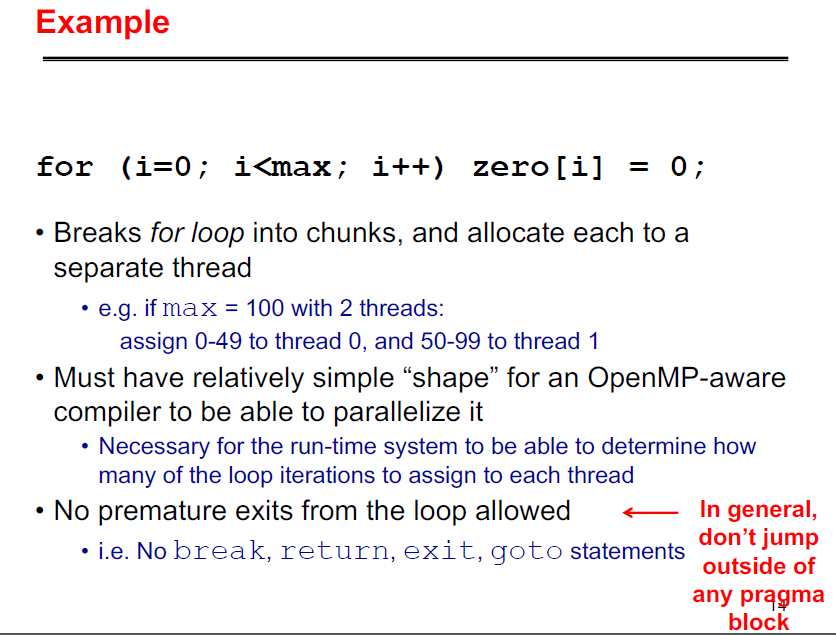 Example
for (i=0; i<max; i++) zero[i] = 0;
• Breaks for loop into chunks, and allocate each to a
separate thread
• e.g. if max = 100 with 2 threads:
assign 0-49 to thread 0, and 50-99 to thread 1
• Must have relatively simple “shape” for an OpenMP-aware
compiler to be able to parallelize it
• Necessary for the run-time system to be able to determine how
many of the loop iterations to assign to each thread
• No premature exits from the loop allowed
• i.e. No break, return, exit, goto statements
In general,
don’t jump
outside of
any pragma
block
14